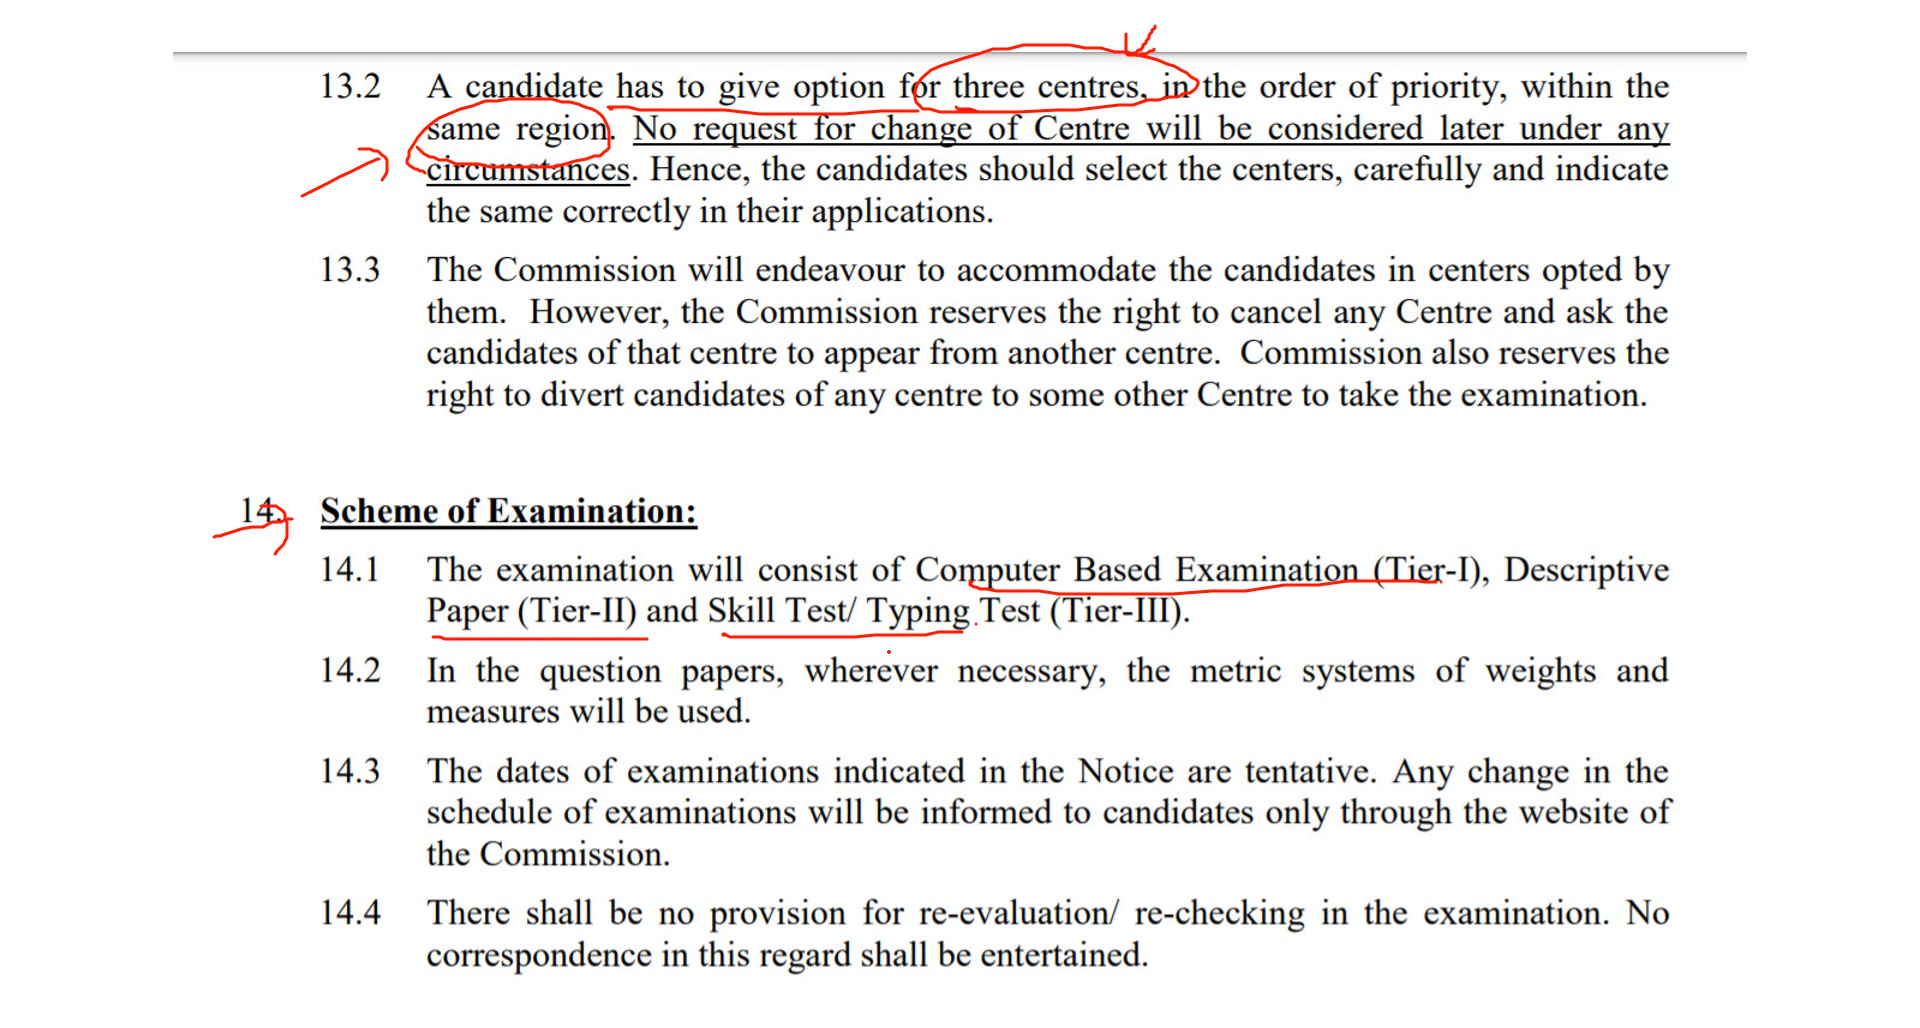 13.2 A candidate has to give option for three centres, in the order of priority, within the
same region. No request for change of Centre will be considered later under any
circumstances. Hence, the candidates should select the centers, carefully and indicate
the same correctly in their applications.
13.3 The Commission will endeavour to accommodate the candidates in centers opted by
them. However, the Commission reserves the right to cancel any Centre and ask the
candidates of that centre to appear from another centre. Commission also reserves the
right to divert candidates of any centre to some other Centre to take the examination.
14. Scheme of Examination:
14.1 The examination will consist of Computer Based Examination (Tier-I), Descriptive
Paper (Tier-II) and Skill Test/ Typing Test (Tier-III).
14.2 In the question papers, wherever necessary, the metric systems of weights and
measures will be used.
14.3 The dates of examinations indicated in the Notice are tentative. Any change in the
schedule of examinations will be informed to candidates only through the website of
the Commission.
14.4 There shall be no provision for re-evaluation/ re-checking in the examination. No
correspondence in this regard shall be entertained.